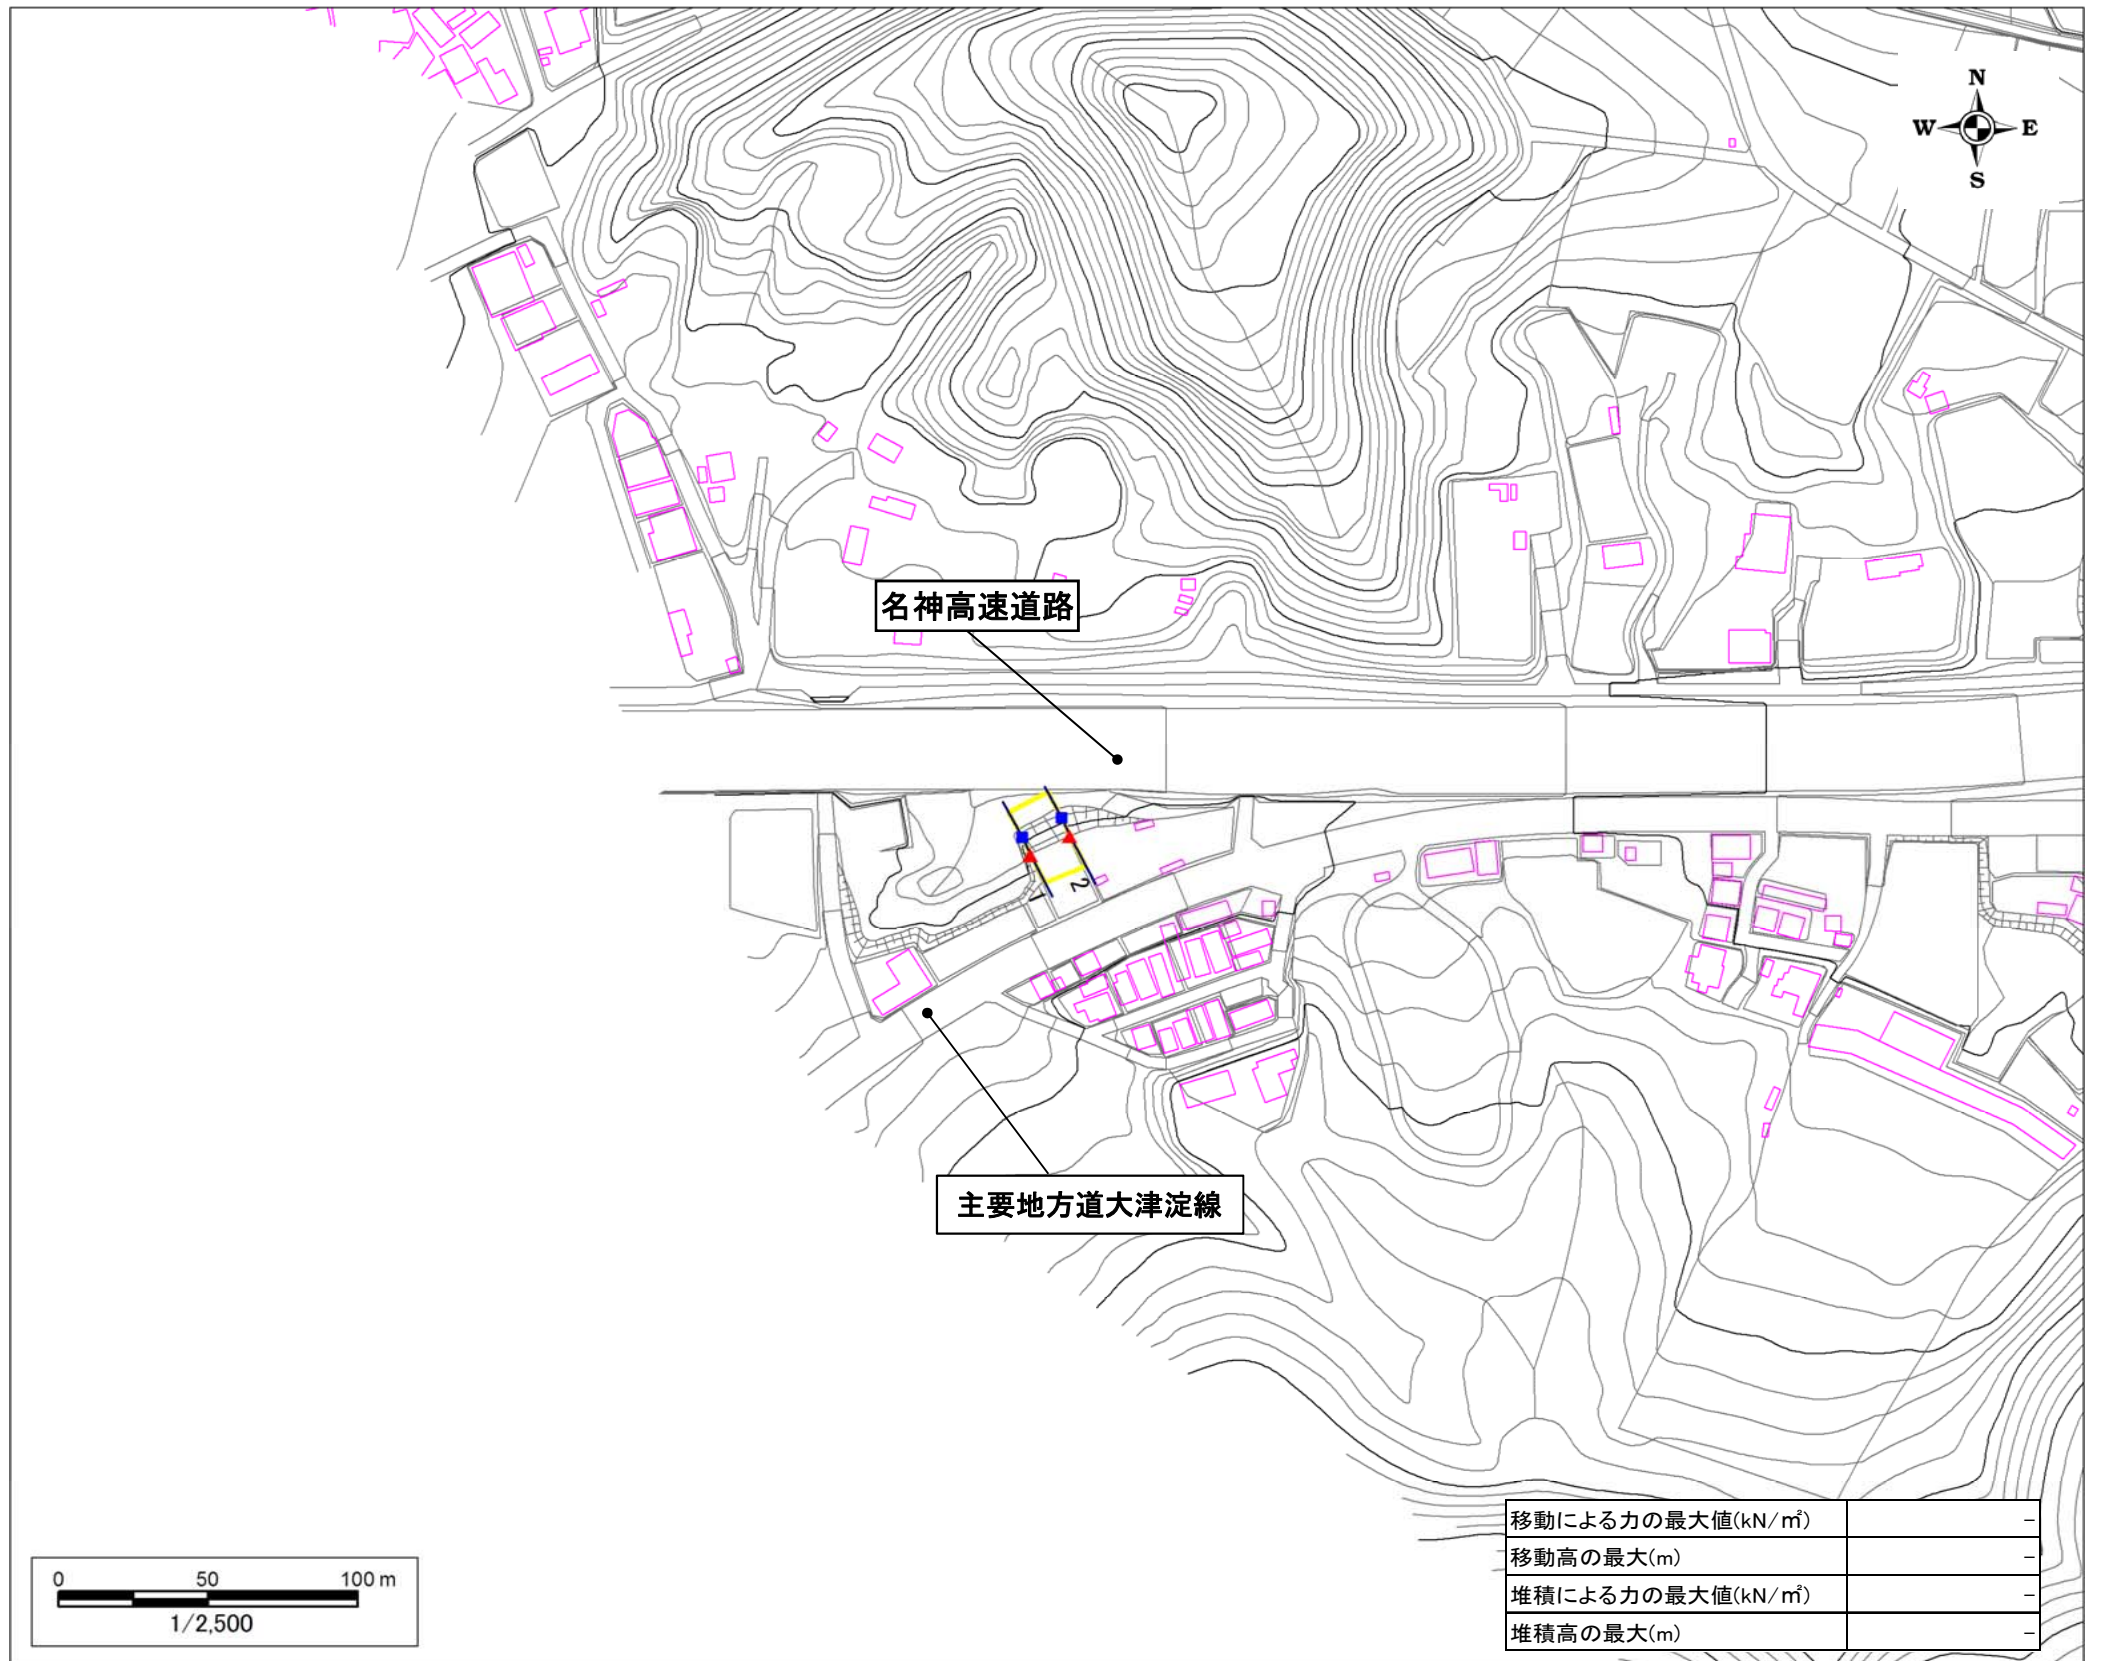 N
W E
S
名神高速道路
1
2
主要地方道大津淀線
移動による力の最大値(kN/㎡) -
移動高の最大(m) -
堆積による力の最大値(kN/㎡) -
堆積高の最大(m) -
0 50 100 m
1/2,500